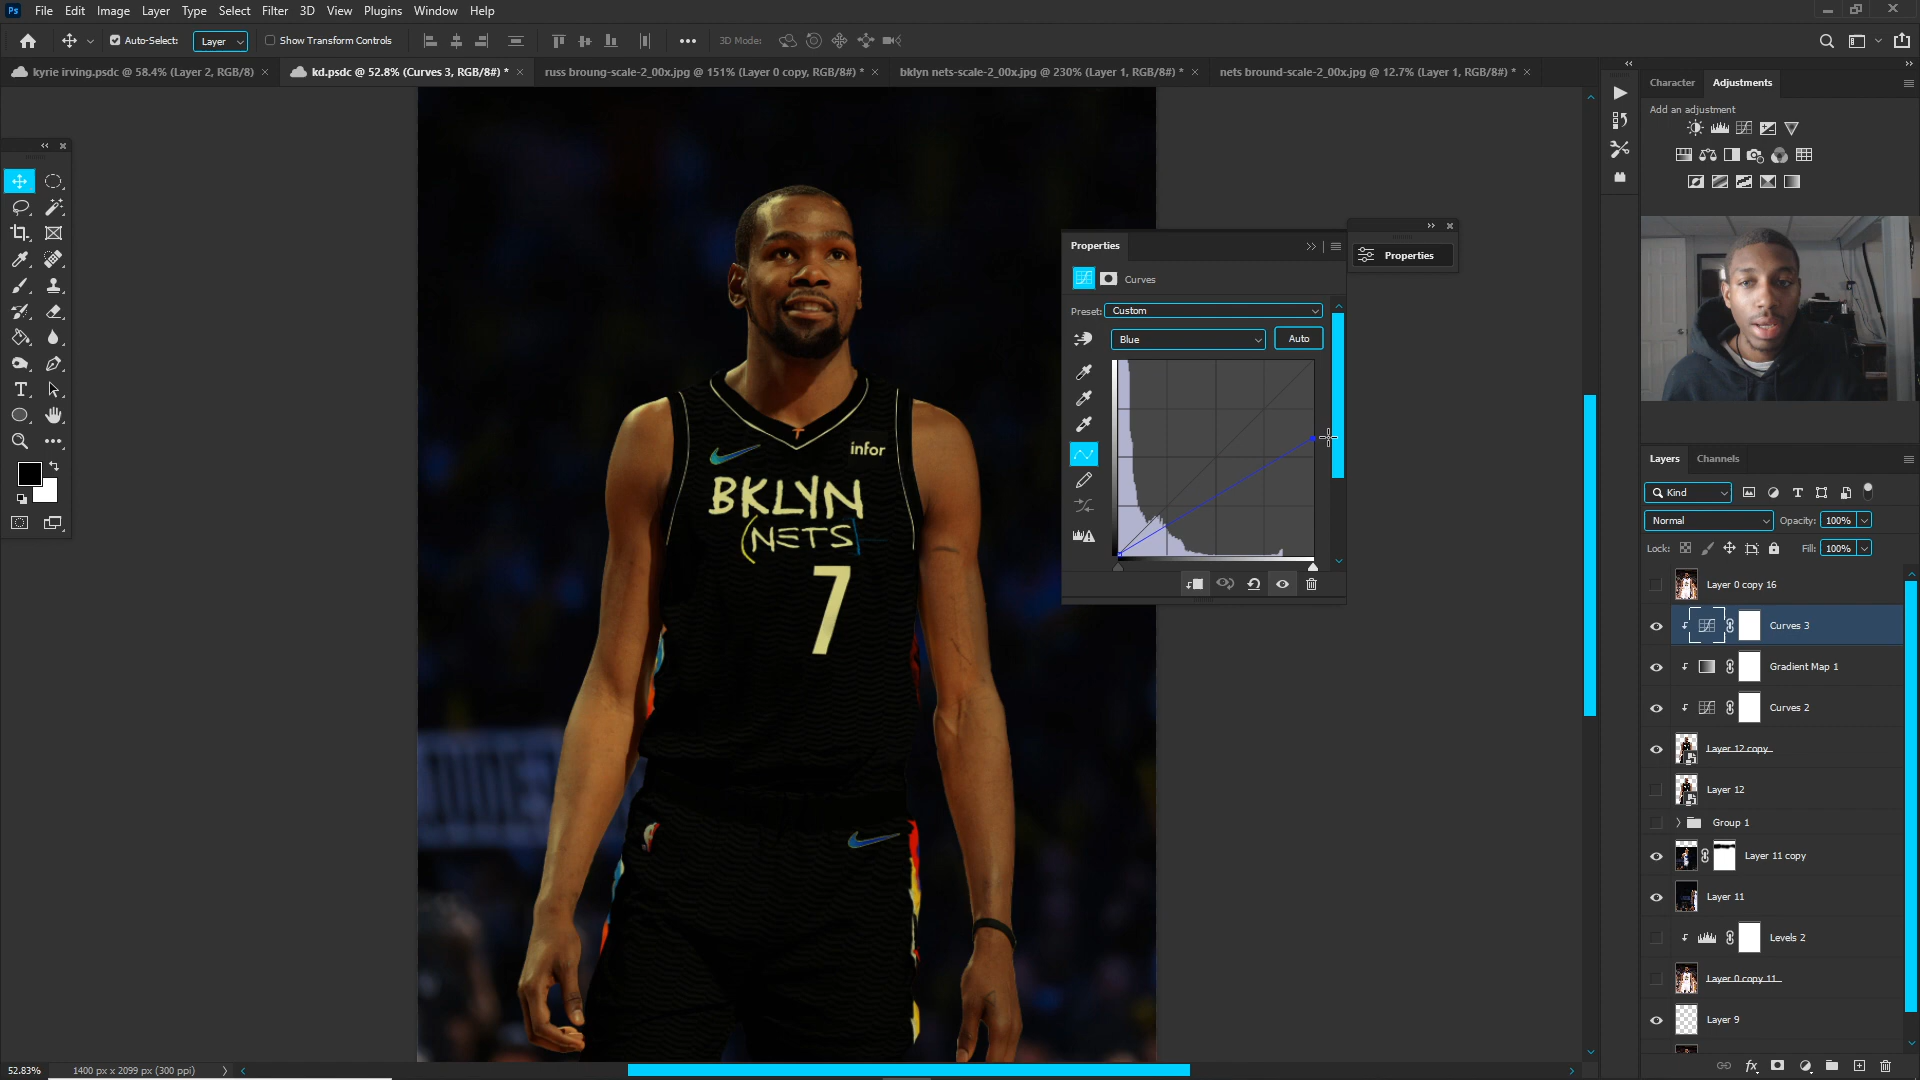 Ps File Edit Image Layer Type Select Filter 3D View Plugins Window Help
Auto-Select: Layer Show Transform Controls 3D Mode:
kyrie irving.psdc @ 58.4% (Layer 2, RGB/8) × kd.psdc @ 52.8% (Curves 3, RGB/8#) * × russ broung-scale-2_00x.jpg @ 151% (Layer 0 copy, RGB/8#) * × bklyn nets-scale-2_00x.jpg @ 230% (Layer 1, RGB/8#) * × nets bround-scale-2_00x.jpg @ 12.7% (Layer 1, RGB/8#) * ×
Character Adjustments
Add an adjustment
Properties
Properties
Curves
Preset: Custom
Blue Auto
infor
BKLYN
(NETS)
7
Layers Channels
Kind
Normal Opacity: 100%
Lock: Fill: 100%
Layer 0 copy 16
Curves 3
Gradient Map 1
Curves 2
Layer 12 copy
Layer 12
Group 1
Layer 11 copy
Layer 11
Levels 2
Layer 0 copy 11
Layer 9
fx
52.83% 1400 px x 2099 px (300 ppi)